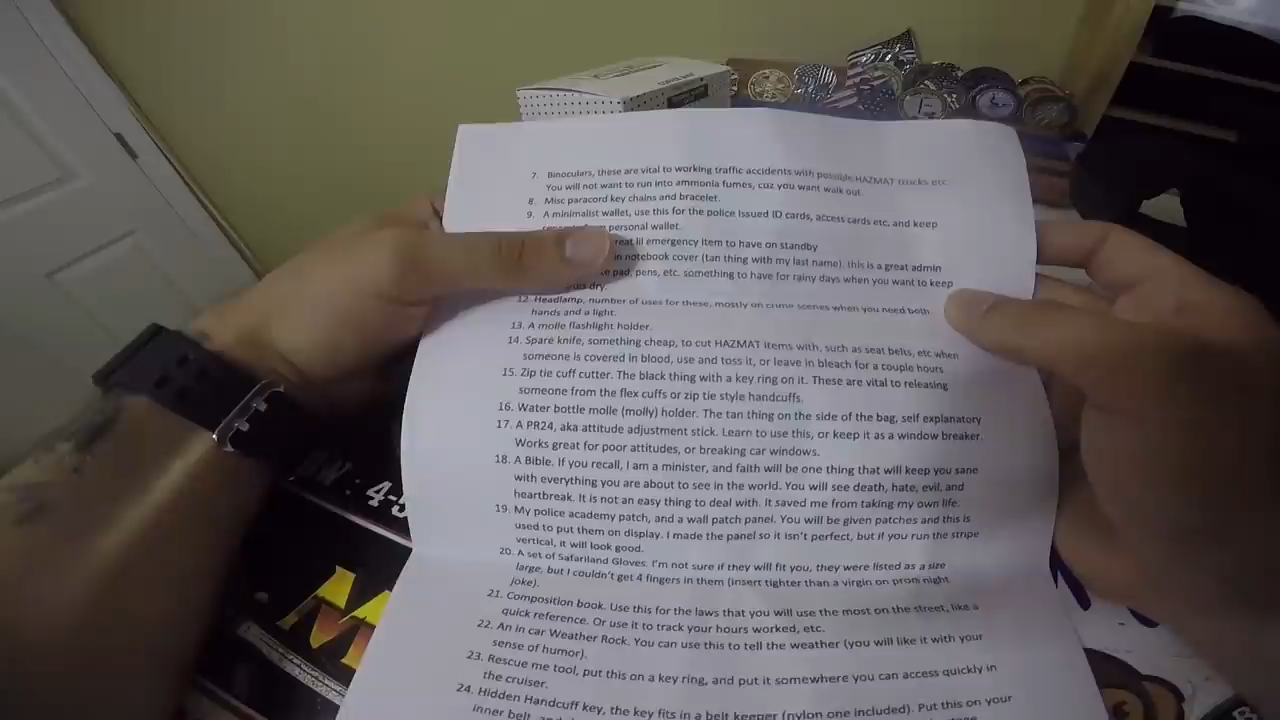 7. Binoculars, these are vital to working traffic accidents with possible HAZMAT trucks etc.
You will not want to run into ammonia fumes, cuz you want walk out.
8. Misc paracord key chains and bracelet.
9. A minimalist wallet, use this for the police issued ID cards, access cards etc, and keep
personal wallet.
reat lil emergency item to have on standby
in notebook cover (tan thing with my last name). this is a great admin
pad, pens, etc. something to have for rainy days when you want to keep
dry.
12. Headlamp, number of uses for these, mostly on crime scenes when you need both
hands and a light.
13. A molle flashlight holder.
14. Spare knife, something cheap, to cut HAZMAT items with, such as seat belts, etc when
someone is covered in blood, use and toss it, or leave in bleach for a couple hours
15. Zip tie cuff cutter. The black thing with a key ring on it. These are vital to releasing
someone from the flex cuffs or zip tie style handcuffs.
16. Water bottle molle (molly) holder. The tan thing on the side of the bag, self explanatory
17. A PR24, aka attitude adjustment stick. Learn to use this, or keep it as a window breaker.
Works great for poor attitudes, or breaking car windows.
18. A Bible. If you recall, I am a minister, and faith will be one thing that will keep you sane
with everything you are about to see in the world. You will see death, hate, evil, and
heartbreak. It is not an easy thing to deal with. It saved me from taking my own life.
19. My police academy patch, and a wall patch panel. You will be given patches and this is
used to put them on display. I made the panel so it isn't perfect, but if you run the stripe
vertical, it will look good.
20. A set of Safariland Gloves. I'm not sure if they will fit you, they were listed as a size
large, but I couldn't get 4 fingers in them (insert tighter than a virgin on prom night
joke).
21. Composition book. Use this for the laws that you will use the most on the street, like a
quick reference. Or use it to track your hours worked, etc.
22. An in car Weather Rock. You can use this to tell the weather (you will like it with your
sense of humor).
23. Rescue me tool, put this on a key ring, and put it somewhere you can access quickly in
the cruiser.
24. Hidden Handcuff key, the key fits in a belt keeper (nylon one included). Put this on your
inner belt, and